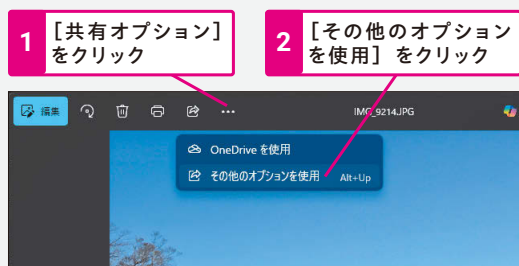 1 [共有オプション]
をクリック
2 [その他のオプション
を使用] をクリック
編集
IMG_9214.JPG
OneDrive を使用
その他のオプションを使用 Alt+Up